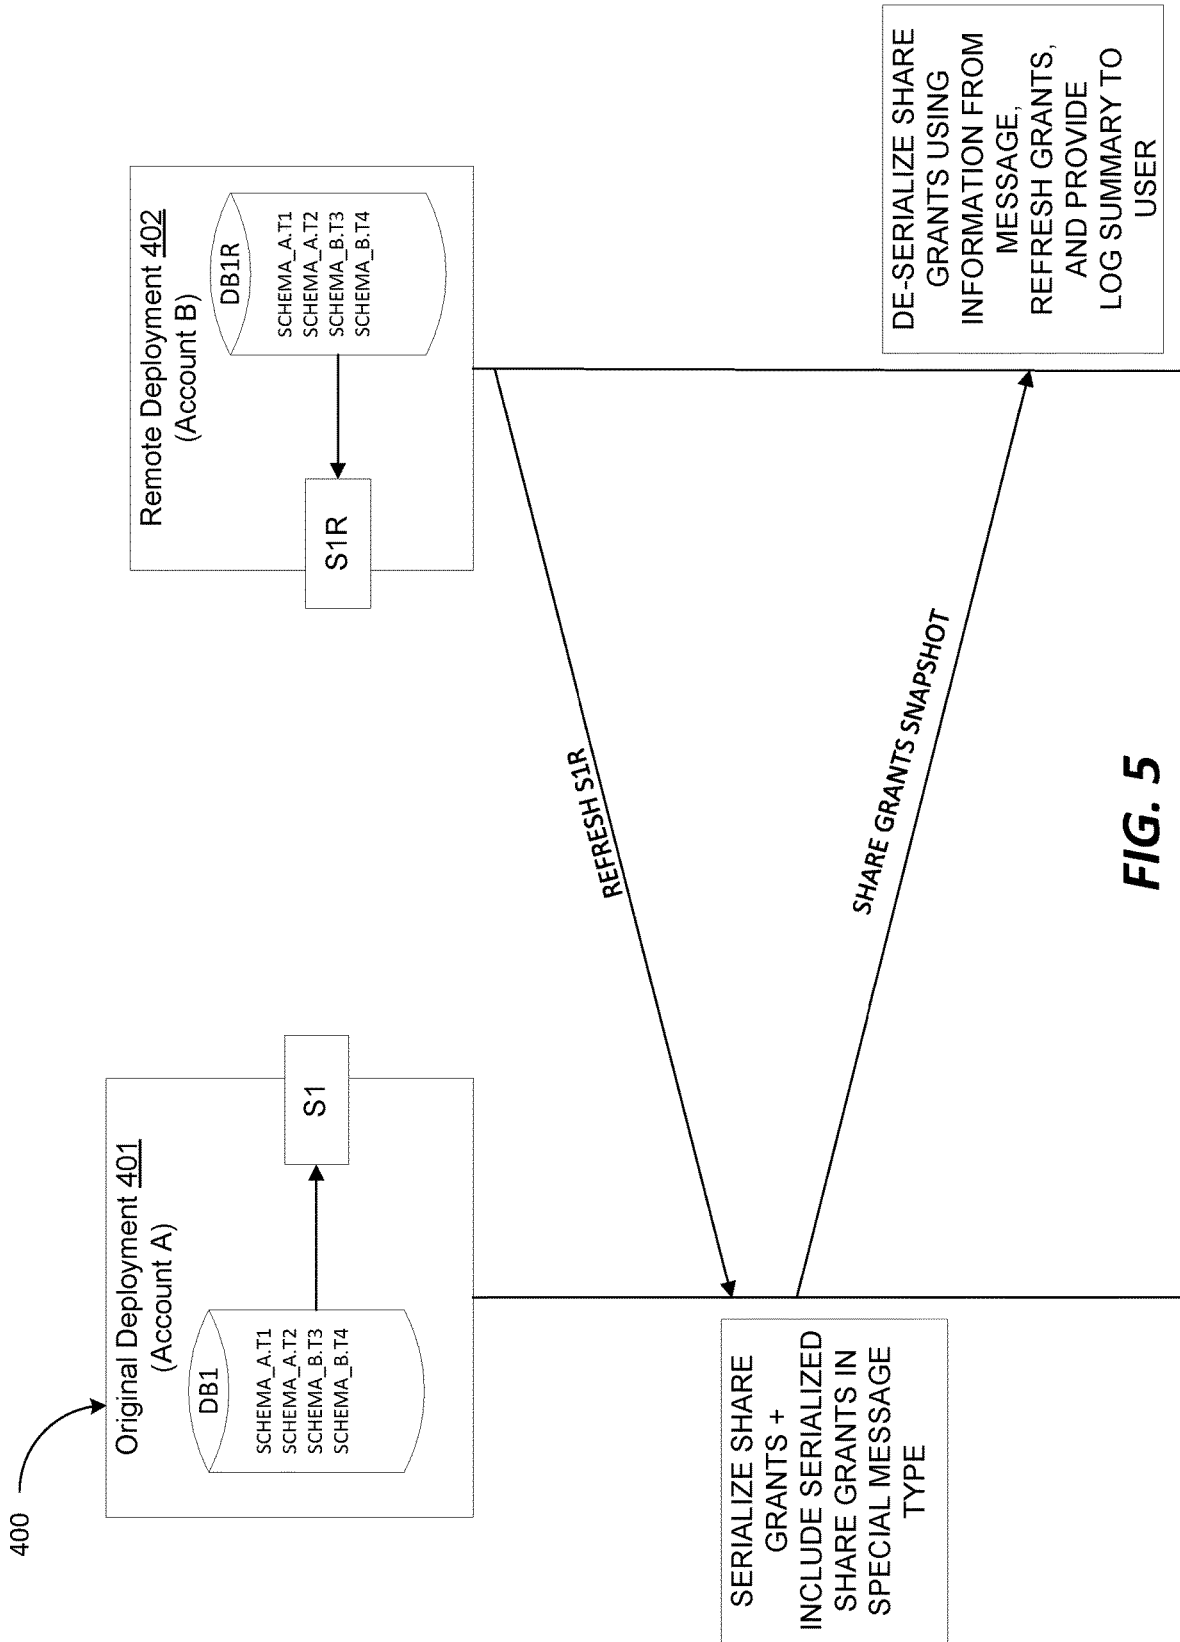 400
Original Deployment 401
(Account A)
DB1
SCHEMA_A.T1
SCHEMA_A.T2
SCHEMA_B.T3
SCHEMA_B.T4
S1
Remote Deployment 402
(Account B)
DB1R
SCHEMA_A.T1
SCHEMA_A.T2
SCHEMA_B.T3
SCHEMA_B.T4
S1R
REFRESH S1R
SERIALIZE SHARE
GRANTS +
INCLUDE SERIALIZED
SHARE GRANTS IN
SPECIAL MESSAGE
TYPE
SHARE GRANTS SNAPSHOT
DE-SERIALIZE SHARE
GRANTS USING
INFORMATION FROM
MESSAGE,
REFRESH GRANTS,
AND PROVIDE
LOG SUMMARY TO
USER
FIG. 5